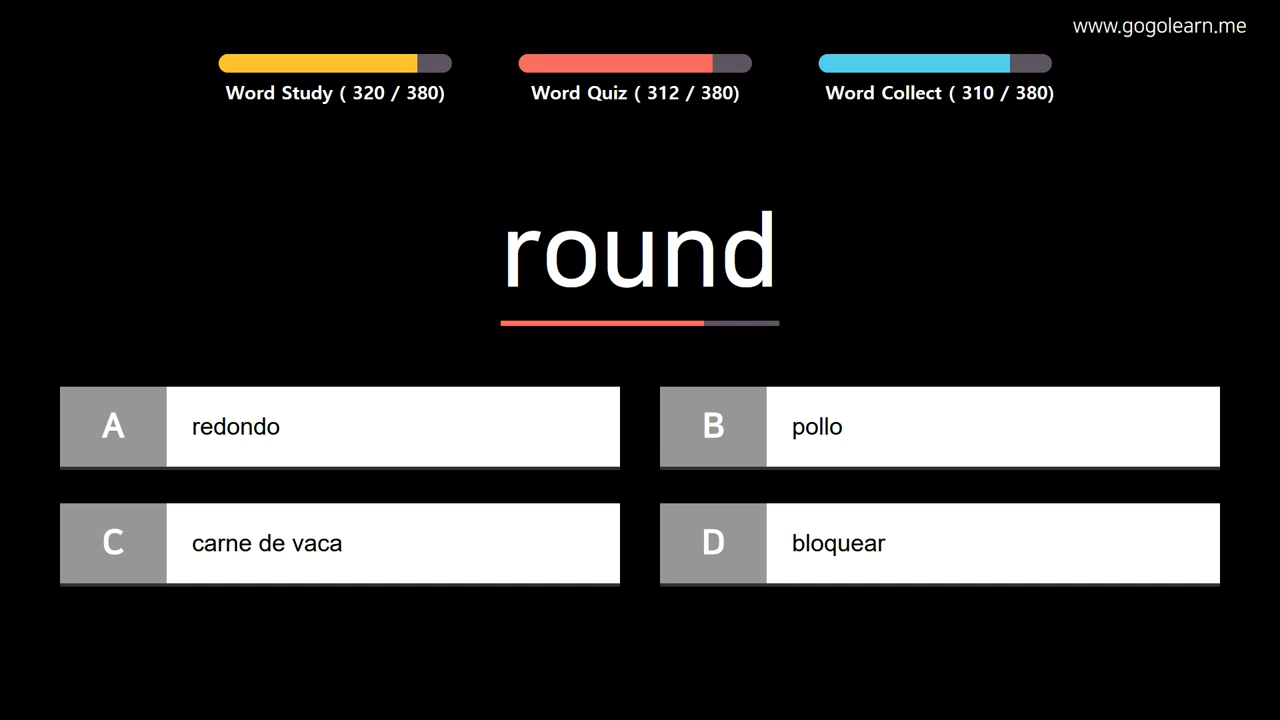 www.gogolearn.me
Word Study ( 320 / 380)
Word Quiz ( 312 / 380)
Word Collect ( 310 / 380)
round
A redondo
B pollo
C carne de vaca
D bloquear